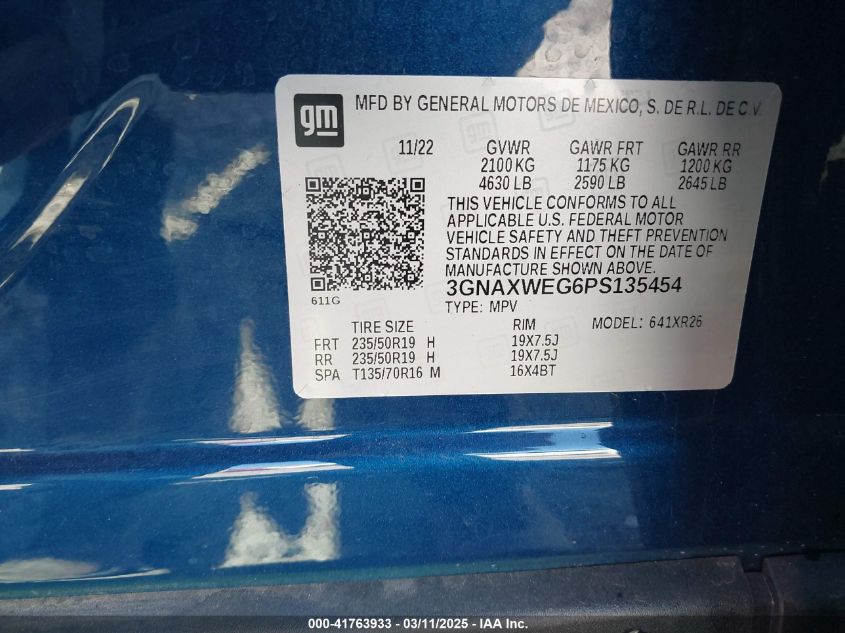 gm
MFD BY GENERAL MOTORS DE MEXICO, S. DE R.L. DE C.V.
11/22 GVWR GAWR FRT GAWR RR
2100 KG 1175 KG 1200 KG
4630 LB 2590 LB 2645 LB
THIS VEHICLE CONFORMS TO ALL
APPLICABLE U.S. FEDERAL MOTOR
VEHICLE SAFETY AND THEFT PREVENTION
STANDARDS IN EFFECT ON THE DATE OF
MANUFACTURE SHOWN ABOVE.
611G
3GNAXWEG6PS135454
TYPE: MPV
TIRE SIZE RIM MODEL: 641XR26
FRT 235/50R19 H 19X7.5J
RR 235/50R19 H 19X7.5J
SPA T135/70R16 M 16X4BT
000-41763933 - 03/11/2025 - IAA Inc.